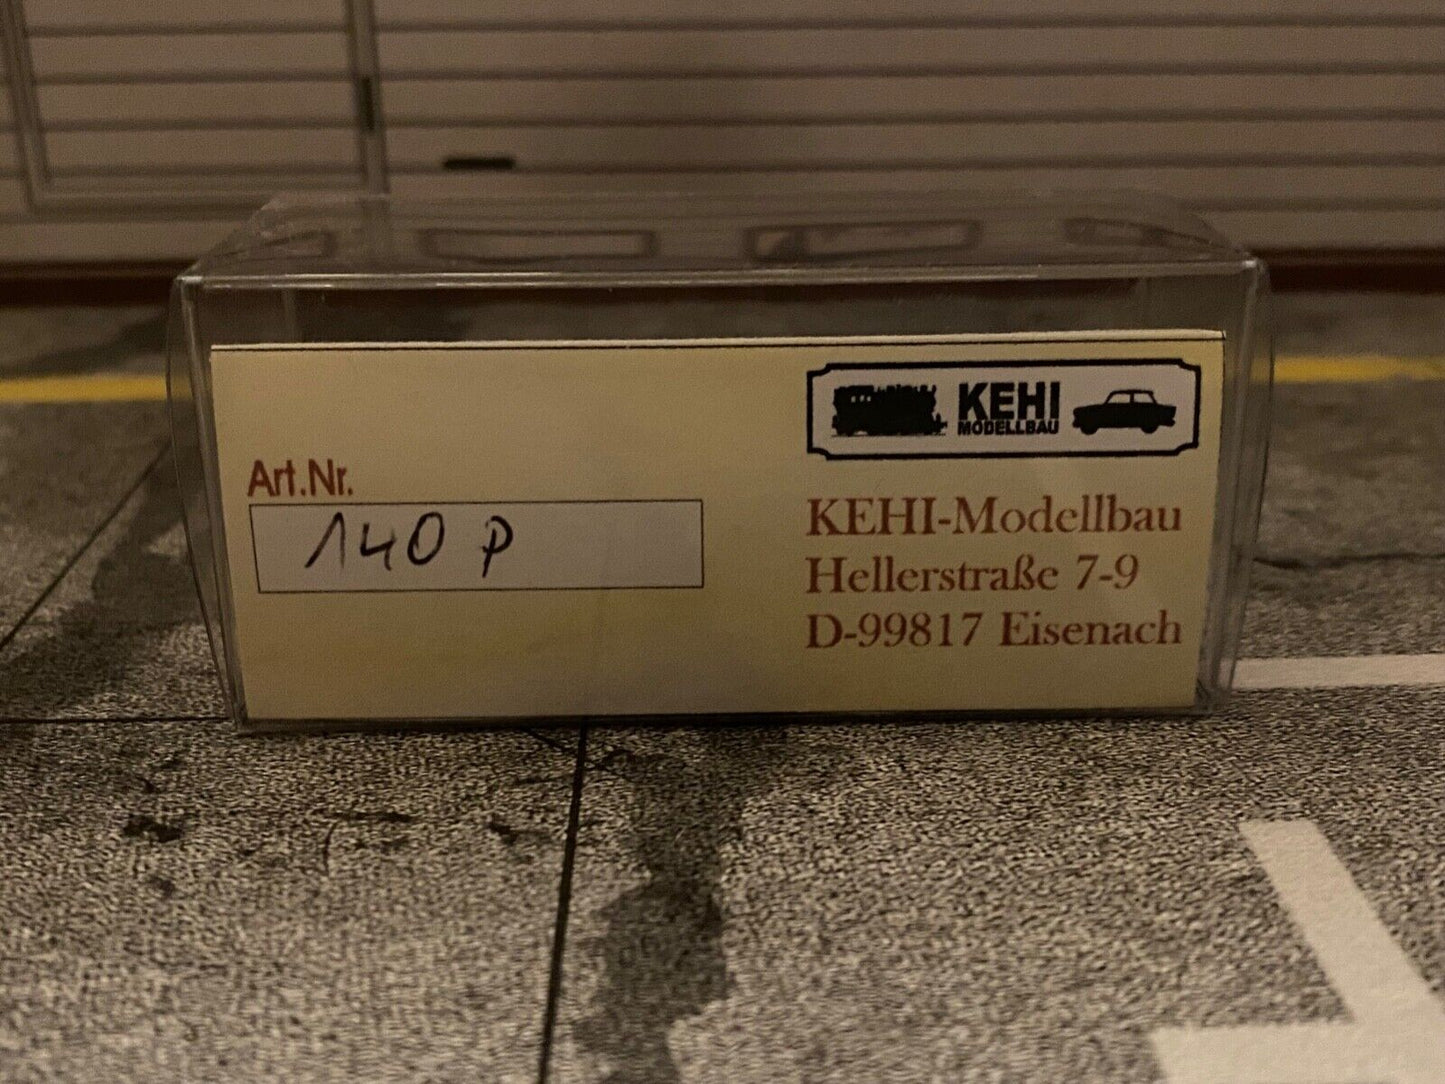 KEHI
MODELLBAU
Art.Nr.
140 p
KEHI-Modellbau
Hellerstraße 7-9
D-99817 Eisenach